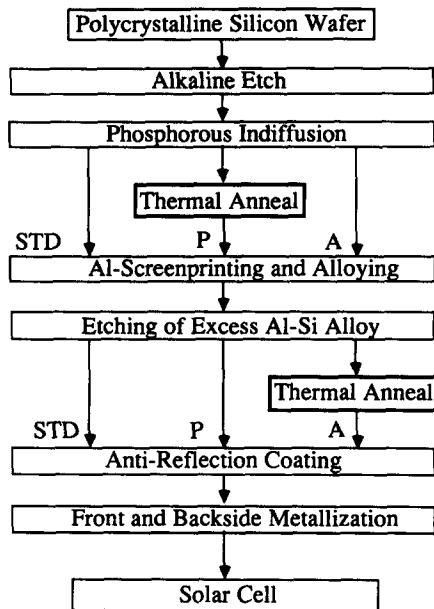 Polycrystalline Silicon Wafer
Alkaline Etch
Phosphorous Indiffusion
Thermal Anneal
STD P A
Al-Screenprinting and Alloying
Etching of Excess Al-Si Alloy
Thermal Anneal
STD P A
Anti-Reflection Coating
Front and Backside Metallization
Solar Cell